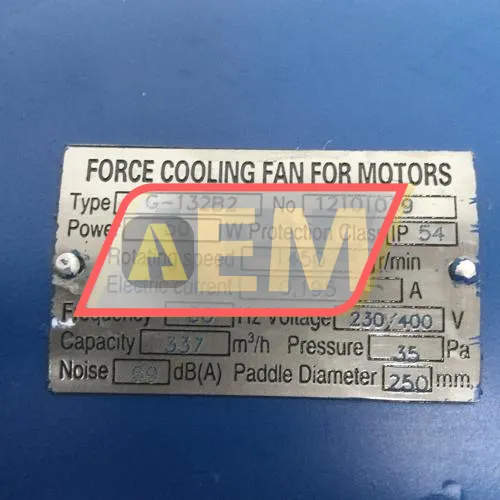 FORCE COOLING FAN FOR MOTORS
Type G-132B2 No
Power W Protection Class IP 54
Rotating speed r/min
Electric current A
AEM
Frequency Hz Voltage 230/400 V
Capacity 337 m³/h Pressure 35 Pa
Noise dB(A) Paddle Diameter 250 mm